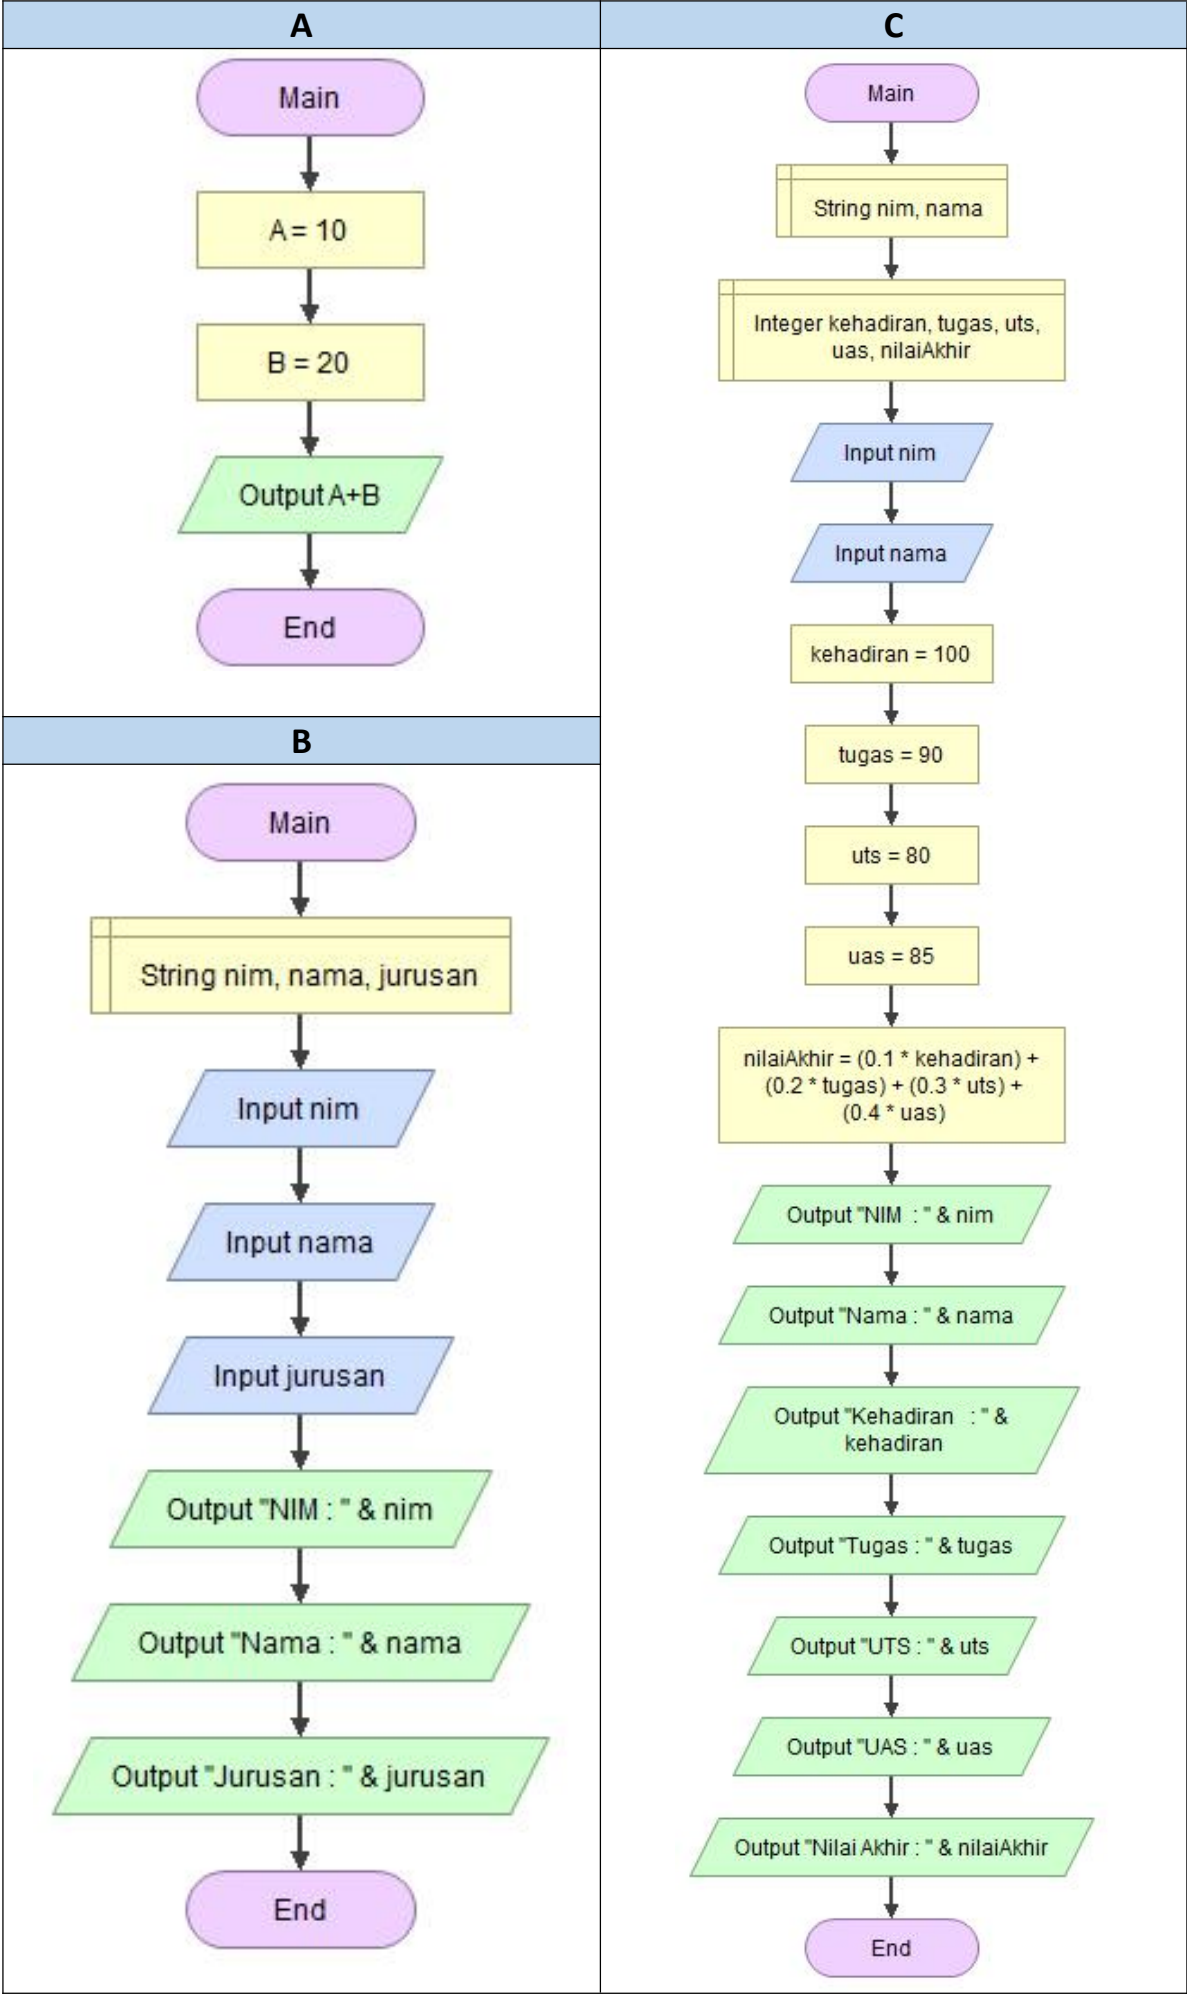 A
Main
A = 10
B = 20
Output A+B
End
B
Main
String nim, nama, jurusan
Input nim
Input nama
Input jurusan
Output "NIM : " & nim
Output "Nama : " & nama
Output "Jurusan : " & jurusan
End
C
Main
String nim, nama
Integer kehadiran, tugas, uts,
uas, nilaiAkhir
Input nim
Input nama
kehadiran = 100
tugas = 90
uts = 80
uas = 85
nilaiAkhir = (0.1 * kehadiran) +
(0.2 * tugas) + (0.3 * uts) +
(0.4 * uas)
Output "NIM  : " & nim
Output "Nama : " & nama
Output "Kehadiran   : " &
kehadiran
Output "Tugas : " & tugas
Output "UTS : " & uts
Output "UAS : " & uas
Output "Nilai Akhir : " & nilaiAkhir
End